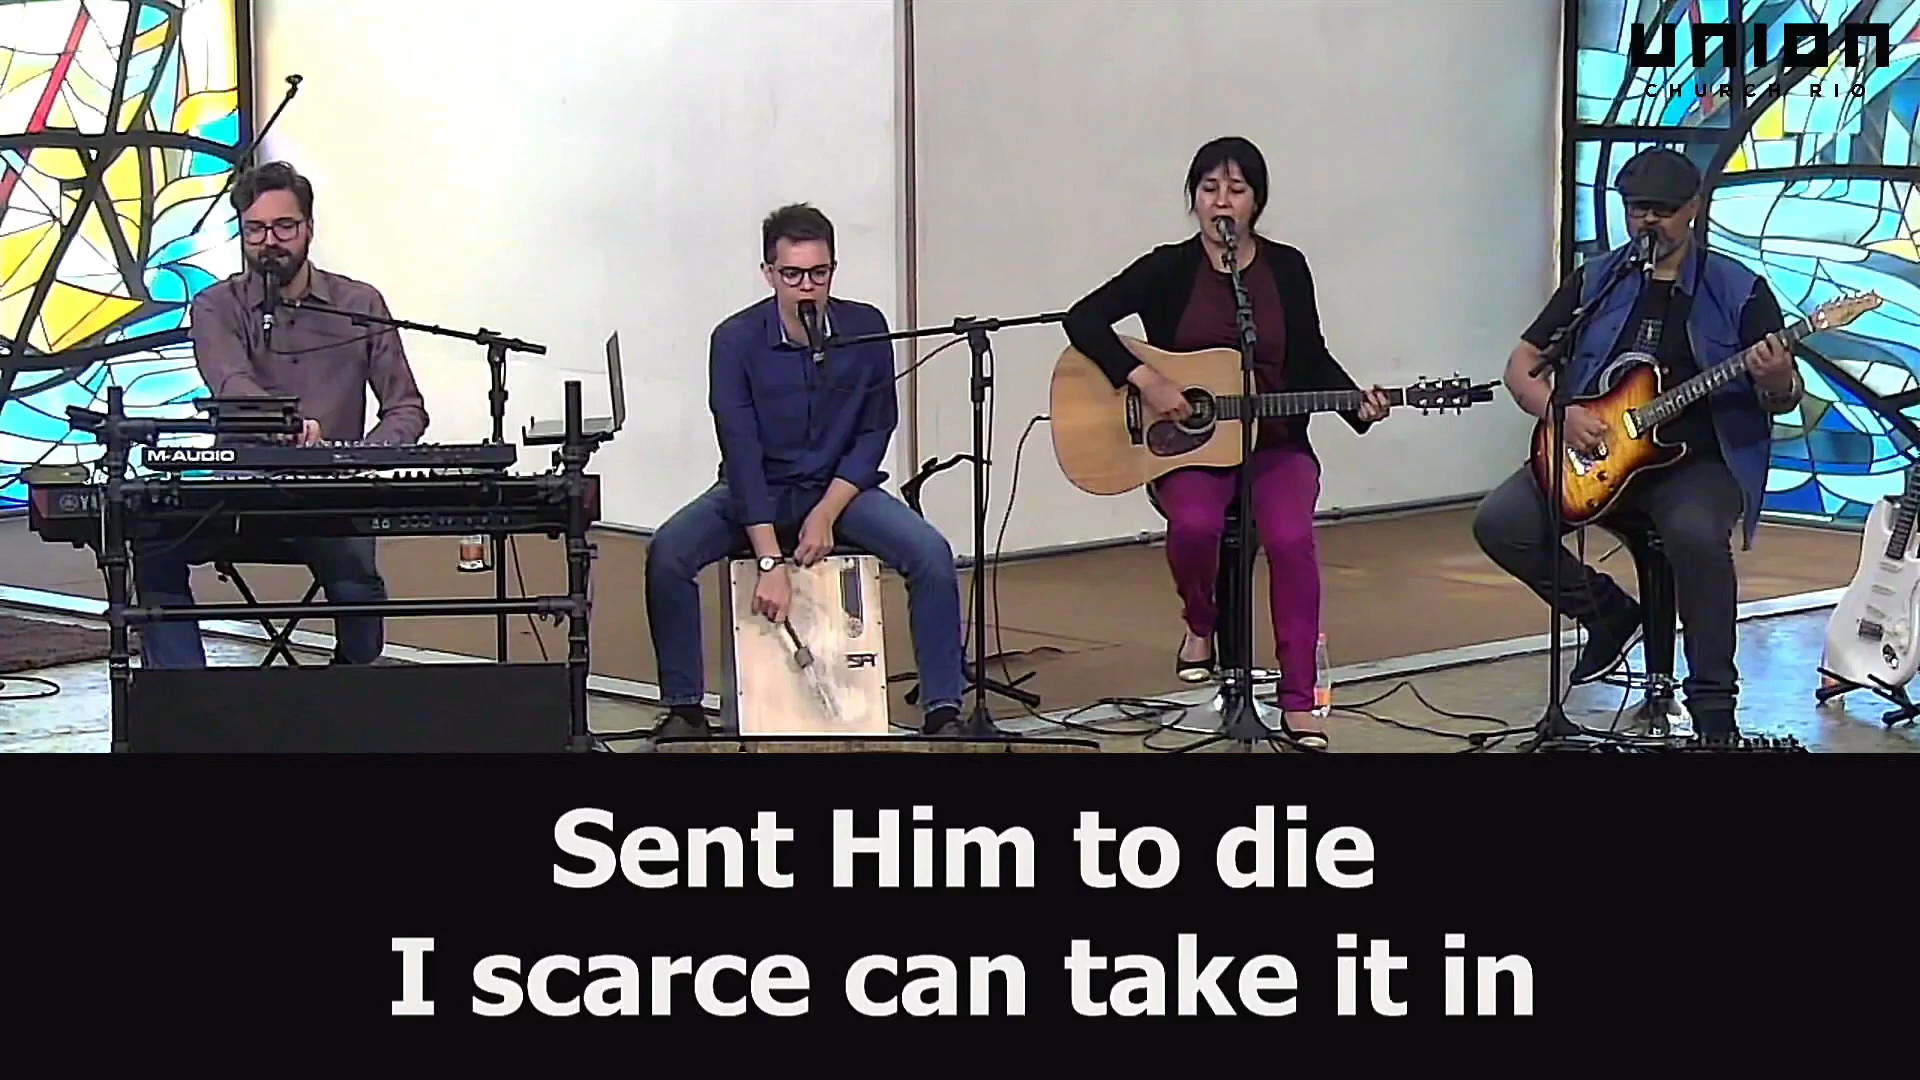 UNION
CHURCH RIO
M-AUDIO
Sent Him to die
I scarce can take it in